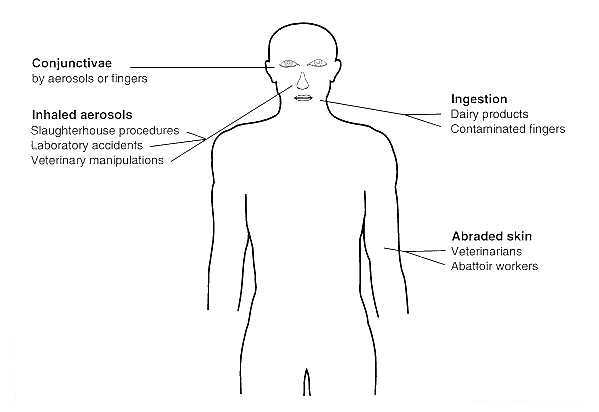 Conjunctivae
by aerosols or fingers
Inhaled aerosols
Slaughterhouse procedures
Laboratory accidents
Veterinary manipulations
Ingestion
Dairy products
Contaminated fingers
Abraded skin
Veterinarians
Abattoir workers